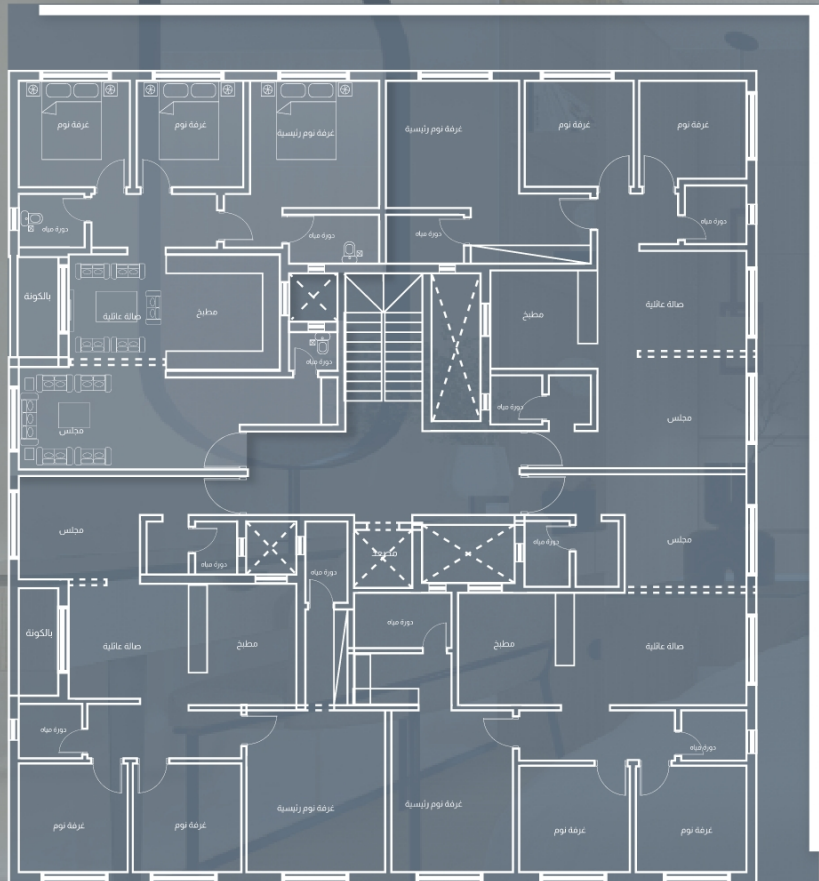 غرفة نوم
غرفة نوم
غرفة نوم رئيسية
غرفة نوم رئيسية
غرفة نوم
غرفة نوم
دورة مياه
دورة مياه
دورة مياه
دورة مياه
بالكونة
صالة عائلية
مطبخ
مطبخ
صالة عائلية
دورة مياه
دورة مياه
مجلس
مجلس
مجلس
دورة مياه
دورة مياه
مصعد
دورة مياه
مجلس
بالكونة
صالة عائلية
مطبخ
دورة مياه
مطبخ
صالة عائلية
دورة مياه
دورة مياه
غرفة نوم
غرفة نوم
غرفة نوم رئيسية
غرفة نوم رئيسية
غرفة نوم
غرفة نوم